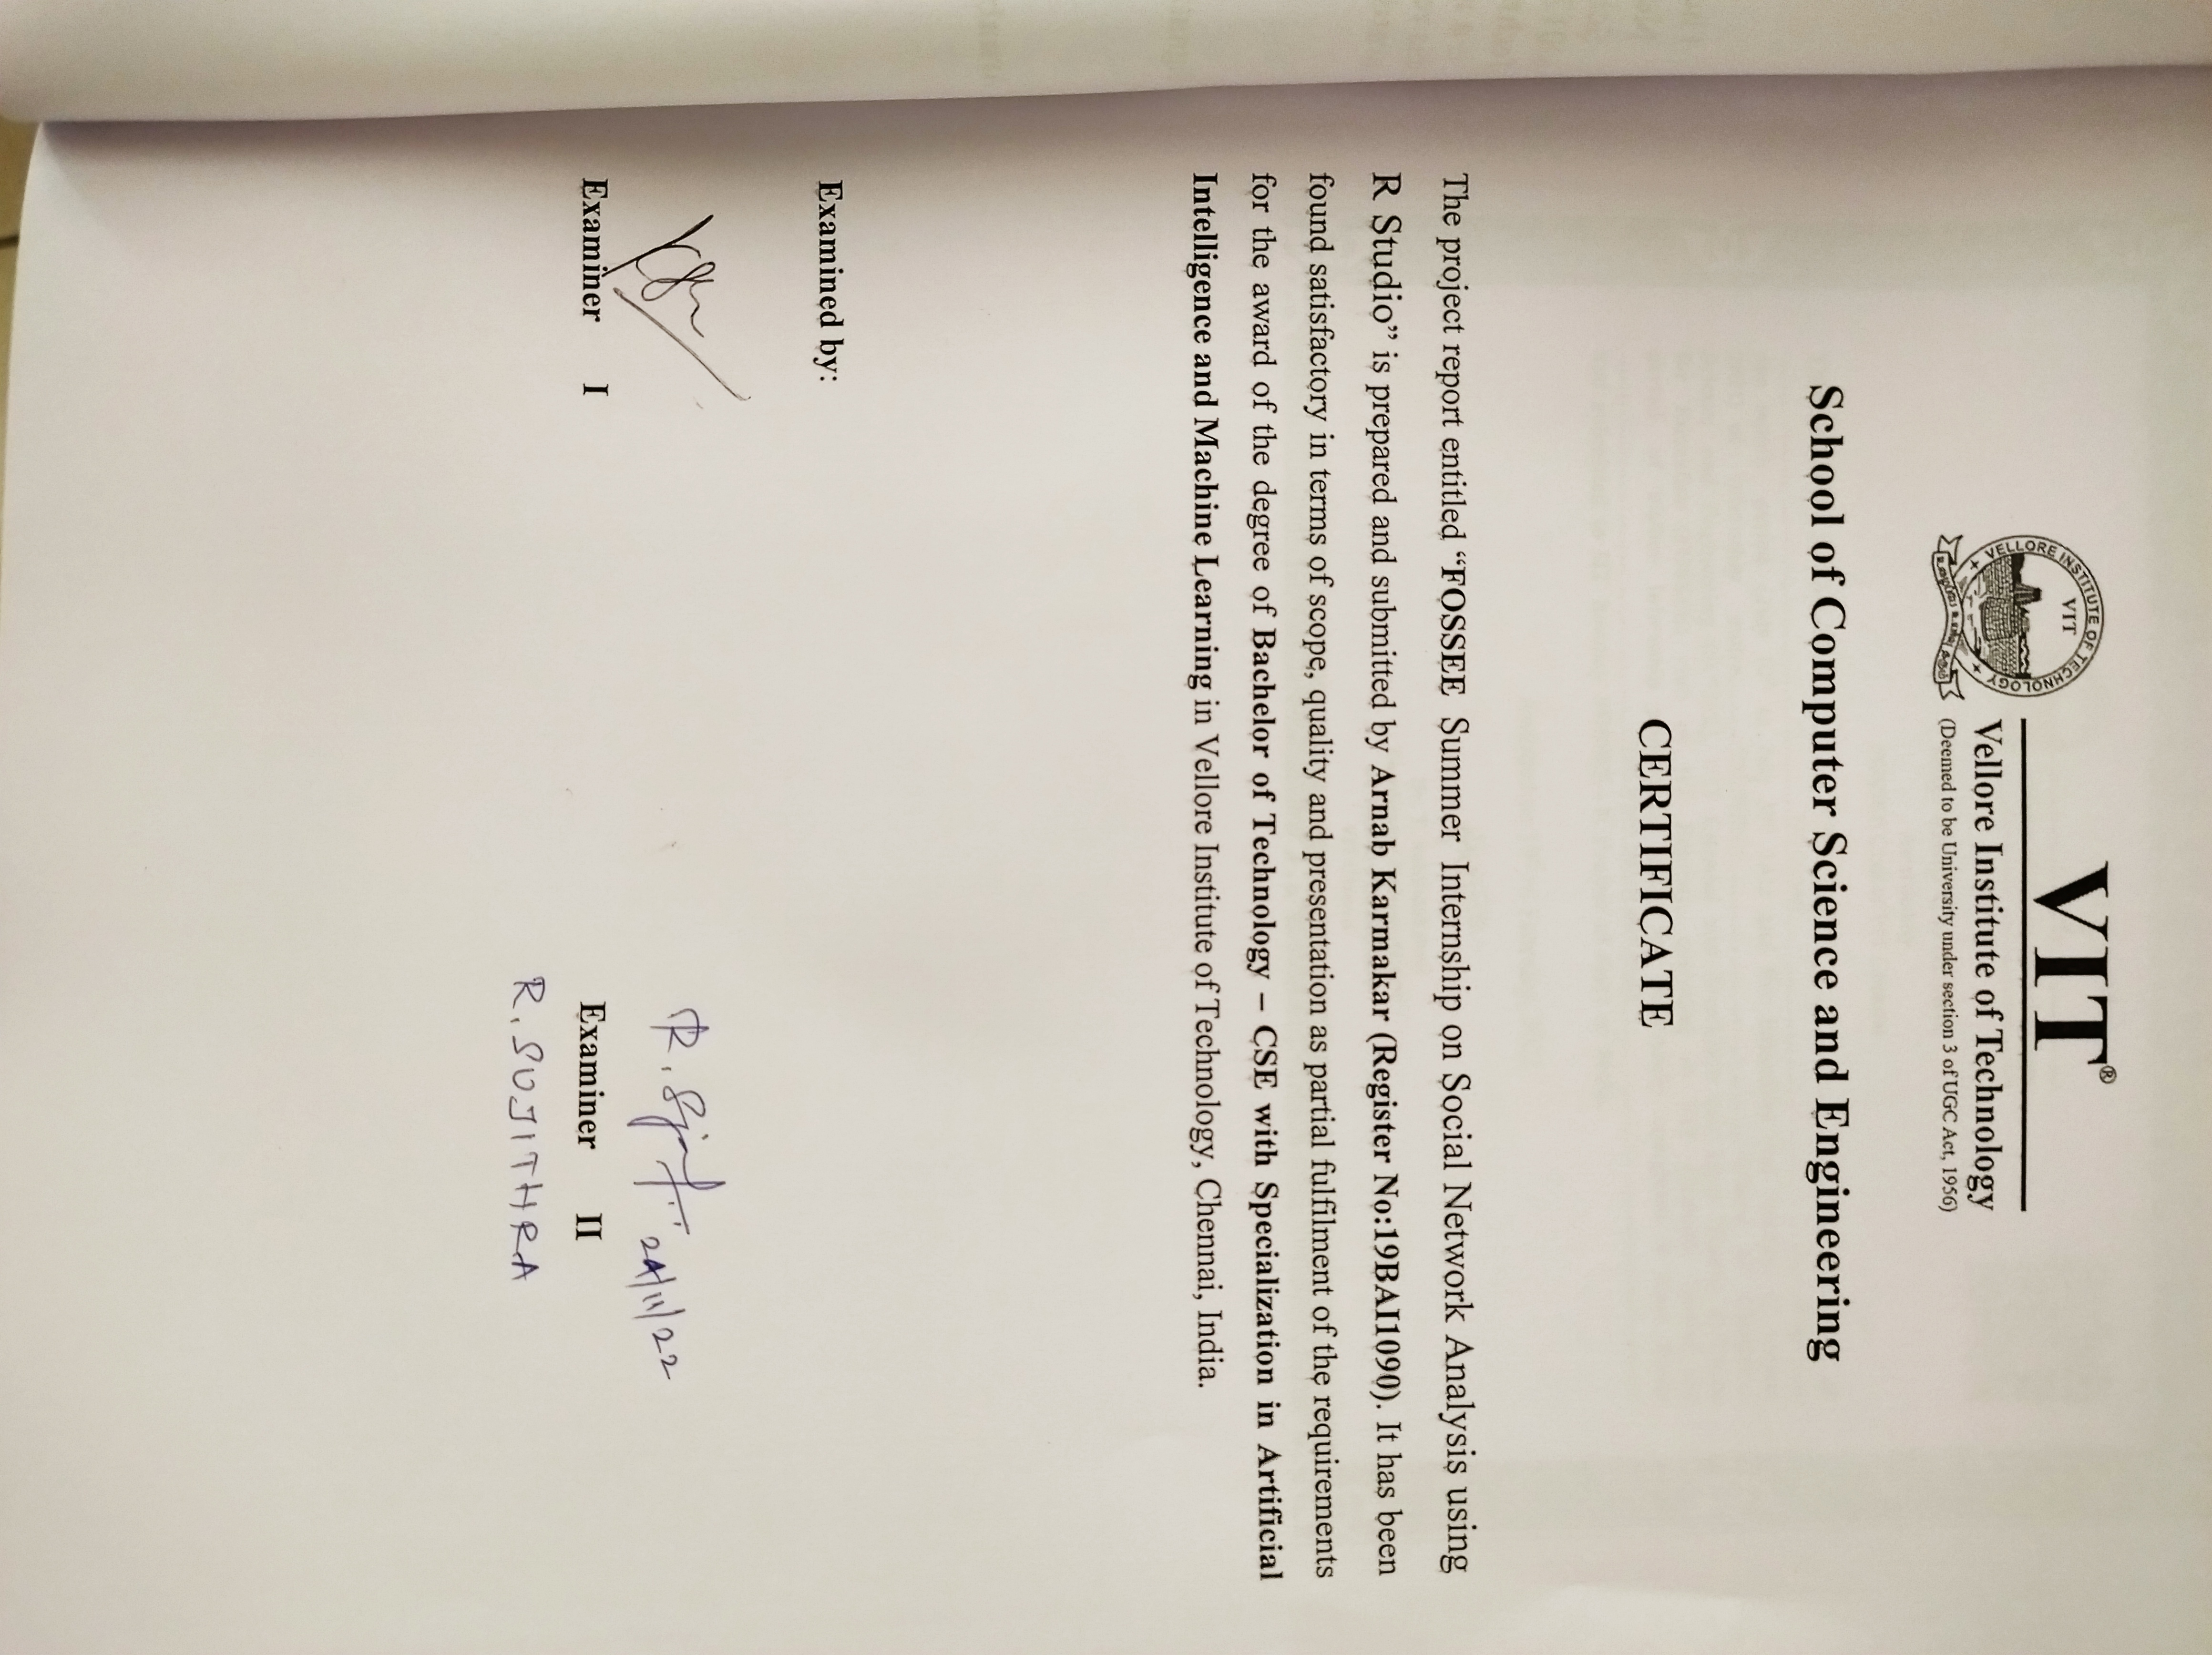 VELLORE INSTITUTE OF TECHNOLOGY
VIT
VIT®
Vellore Institute of Technology
(Deemed to be University under section 3 of UGC Act, 1956)
School of Computer Science and Engineering
CERTIFICATE
The project report entitled “FOSSEE Summer Internship on Social Network Analysis using
R Studio” is prepared and submitted by Arnab Karmakar (Register No:19BAI1090). It has been
found satisfactory in terms of scope, quality and presentation as partial fulfilment of the requirements
for the award of the degree of Bachelor of Technology – CSE with Specialization in Artificial
Intelligence and Machine Learning in Vellore Institute of Technology, Chennai, India.
Examined by:
R. 24/11/22
Examiner I Examiner II
R. SUJITHRA